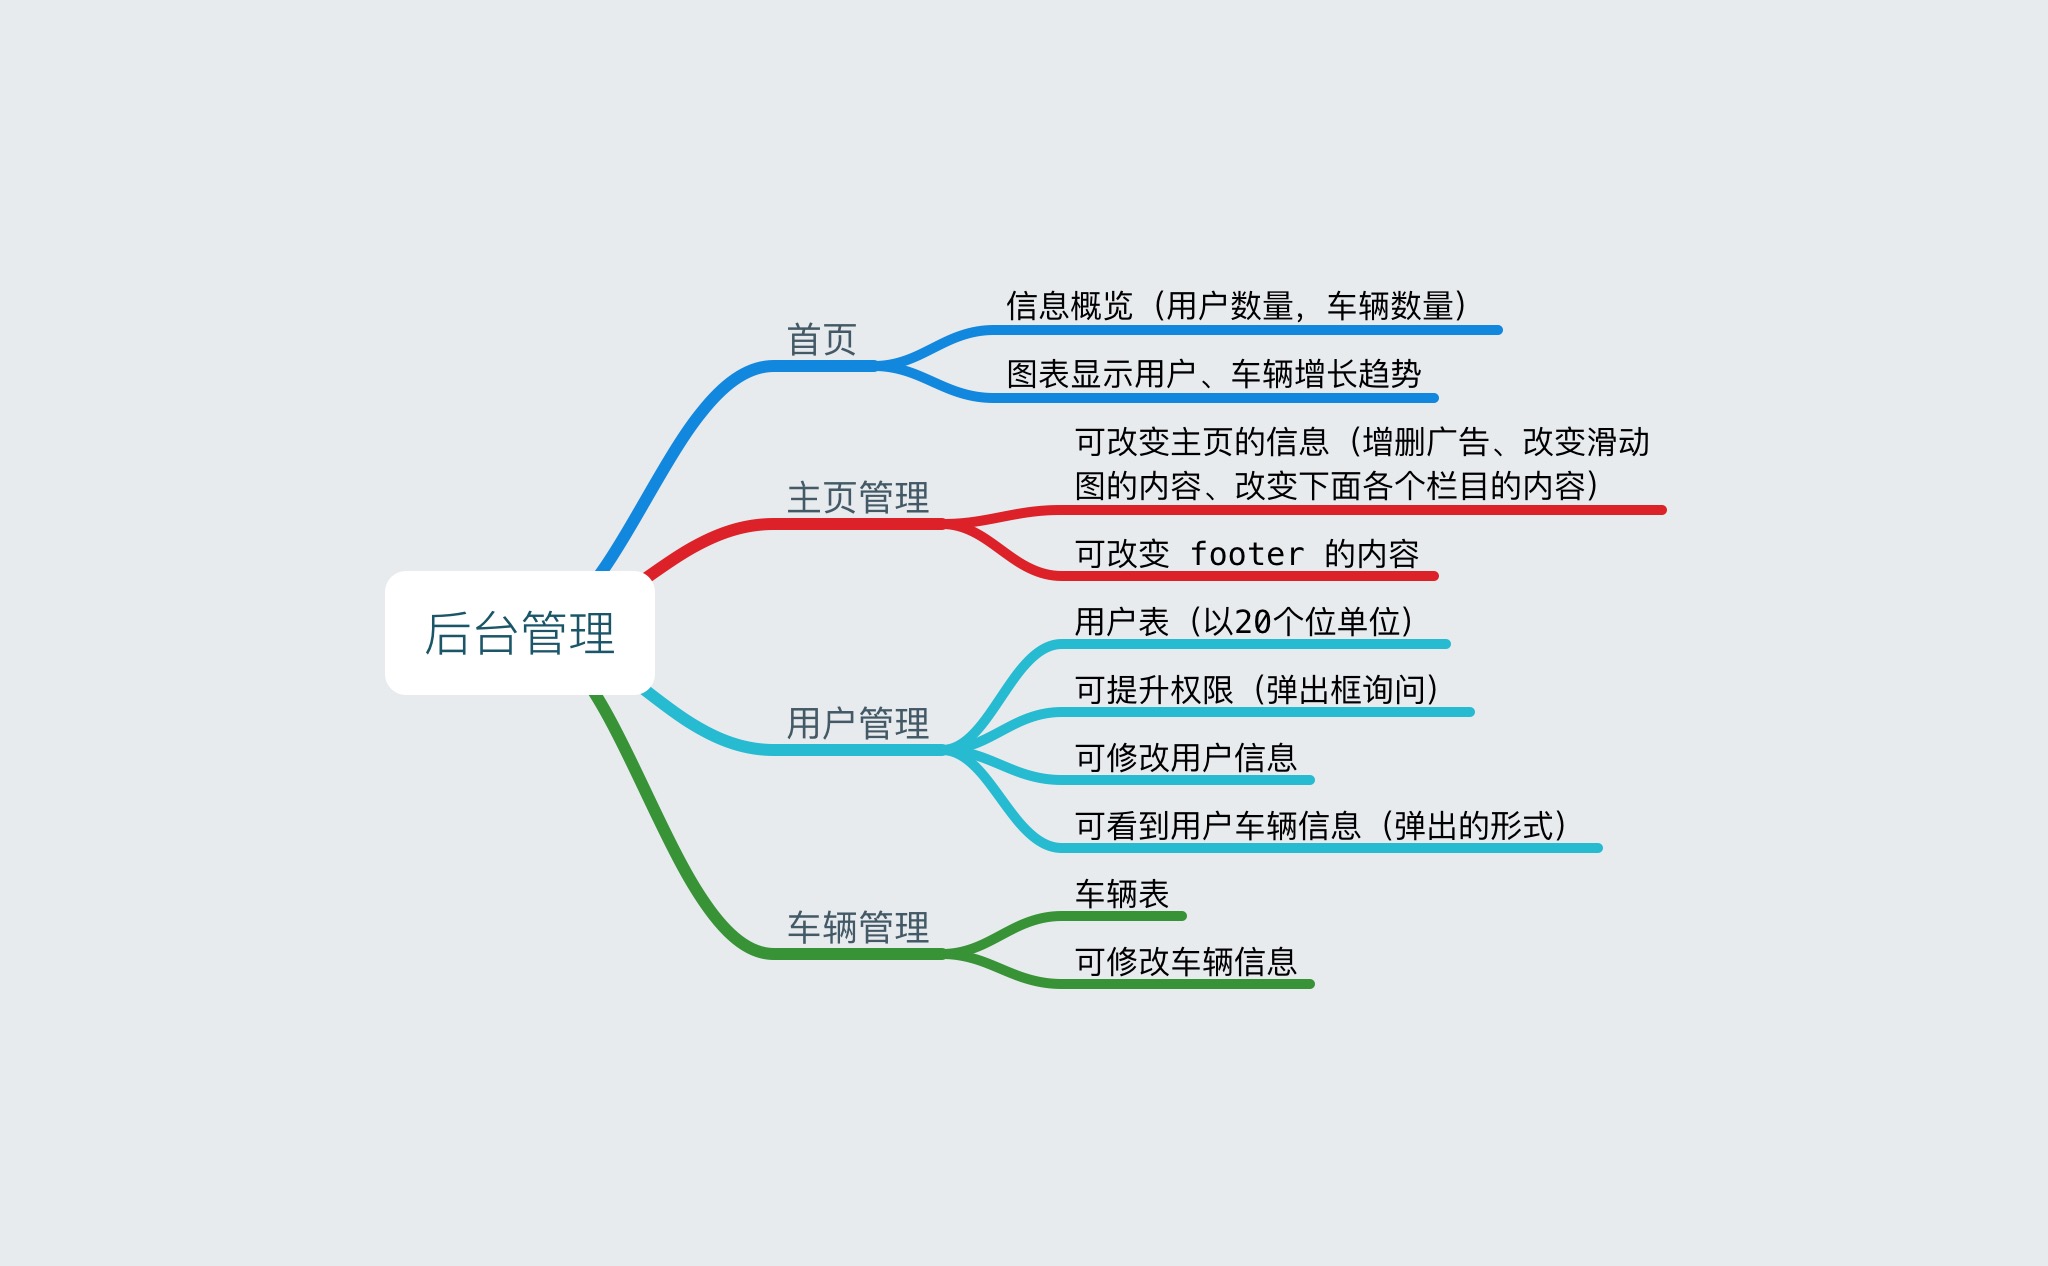 后台管理
首页
信息概览（用户数量，车辆数量）
图表显示用户、车辆增长趋势
主页管理
可改变主页的信息（增删广告、改变滑动
图的内容、改变下面各个栏目的内容）
可改变 footer 的内容
用户管理
用户表（以20个位单位）
可提升权限（弹出框询问）
可修改用户信息
可看到用户车辆信息（弹出的形式）
车辆管理
车辆表
可修改车辆信息